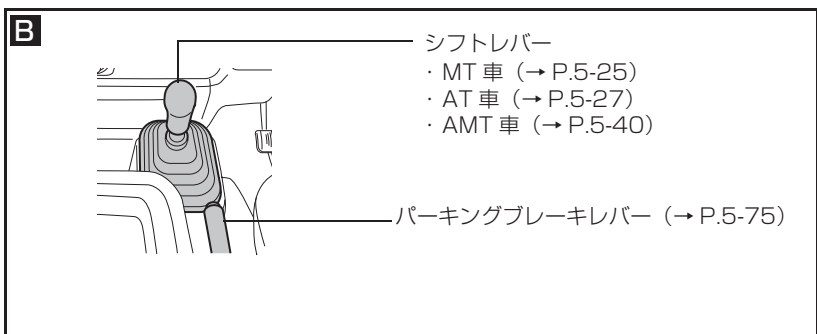 B
シフトレバー
・MT 車（→ P.5-25）
・AT 車（→ P.5-27）
・AMT 車（→ P.5-40）
パーキングブレーキレバー（→ P.5-75）